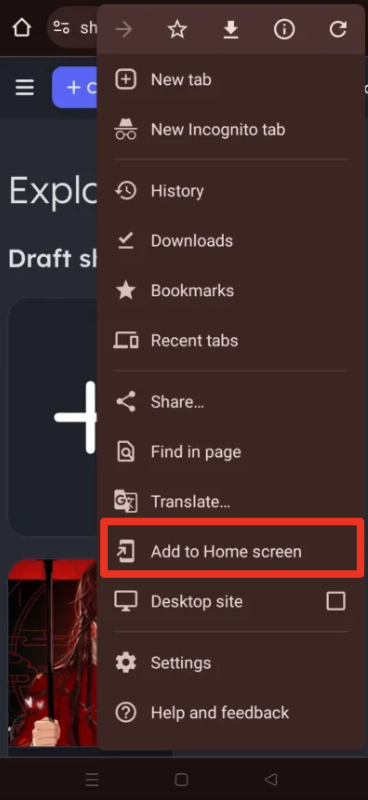 sh
New tab
New Incognito tab
History
Explo
Downloads
Draft sh
Bookmarks
Recent tabs
Share...
Find in page
Translate...
Add to Home screen
Desktop site
Settings
Help and feedback